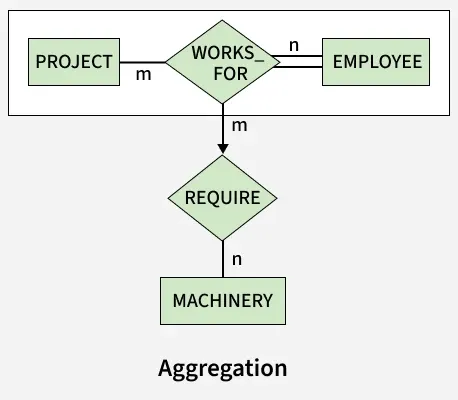 PROJECT
m
WORKS_
FOR
n
EMPLOYEE
m
REQUIRE
n
MACHINERY
Aggregation